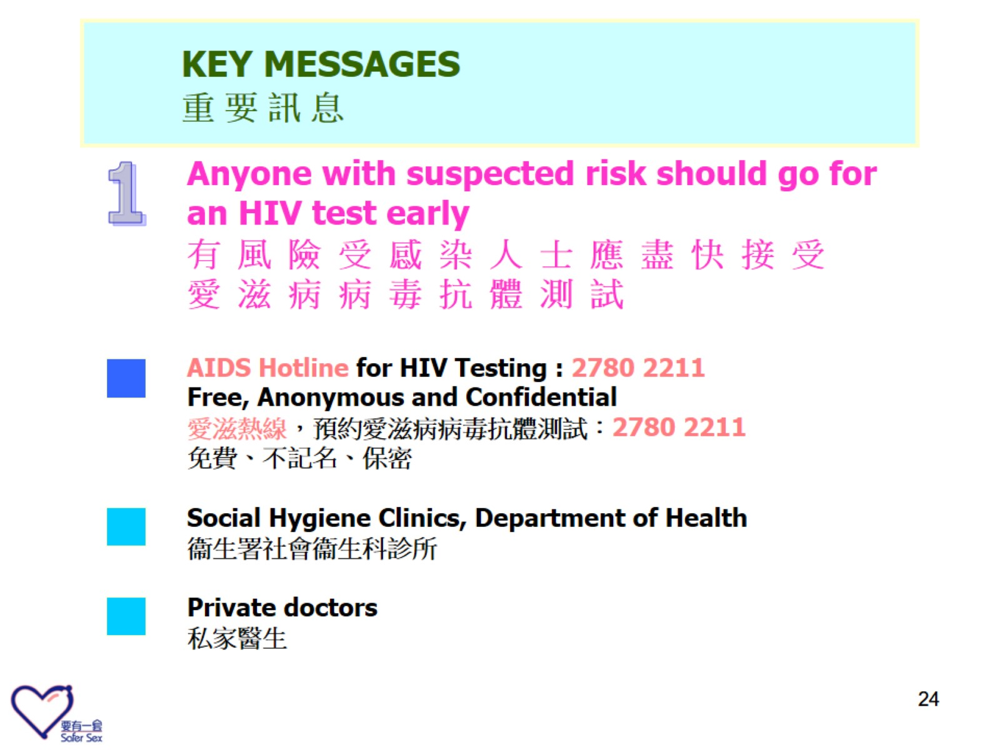 KEY MESSAGES
重要訊息
1
Anyone with suspected risk should go for
an HIV test early
有風險受感染人士應盡快接受
愛滋病病毒抗體測試
AIDS Hotline for HIV Testing : 2780 2211
Free, Anonymous and Confidential
愛滋熱線，預約愛滋病病毒抗體測試：2780 2211
免費、不記名、保密
Social Hygiene Clinics, Department of Health
衞生署社會衞生科診所
Private doctors
私家醫生
24
要有一套
Safer Sex